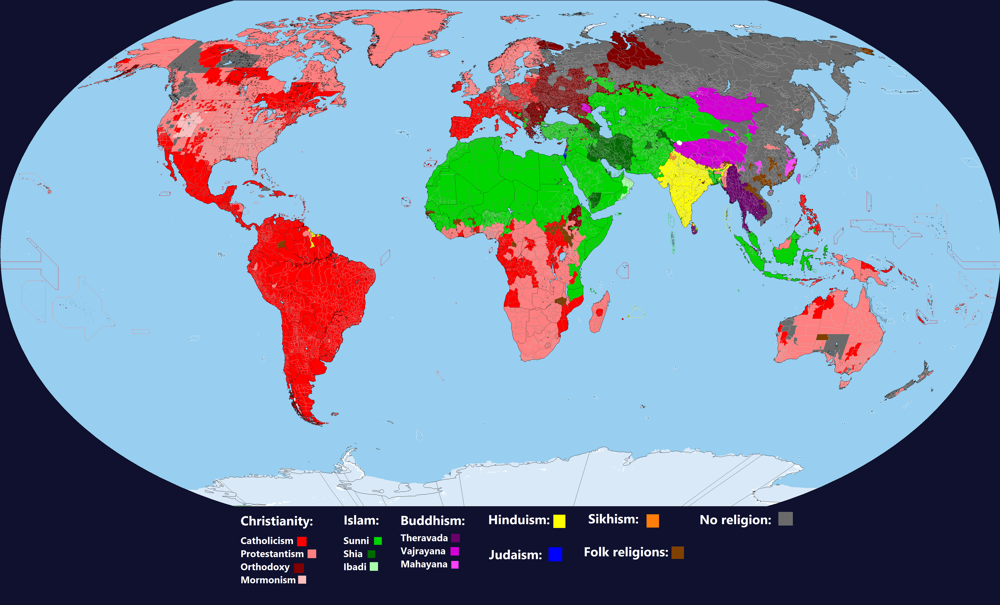 Christianity:
Catholicism
Protestantism
Orthodoxy
Mormonism
Islam:
Sunni
Shia
Ibadi
Buddhism:
Theravada
Vajrayana
Mahayana
Hinduism:
Judaism:
Sikhism:
Folk religions:
No religion: